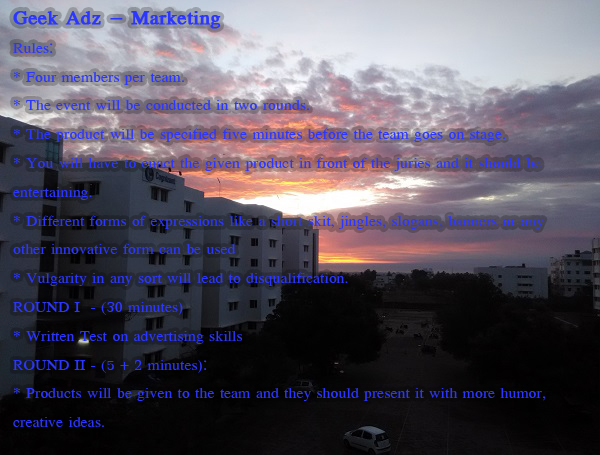 Geek Adz – Marketing
Rules:
* Four members per team.
* The event will be conducted in two rounds.
* The product will be specified five minutes before the team goes on stage.
* You will have to enact the given product in front of the juries and it should be
entertaining.
* Different forms of expressions like a short skit, jingles, slogans, humors in any
other innovative form can be used
* Vulgarity in any sort will lead to disqualification.
ROUND I - (30 minutes)
* Written Test on advertising skills
ROUND II - (5 + 2 minutes):
* Products will be given to the team and they should present it with more humor,
creative ideas.